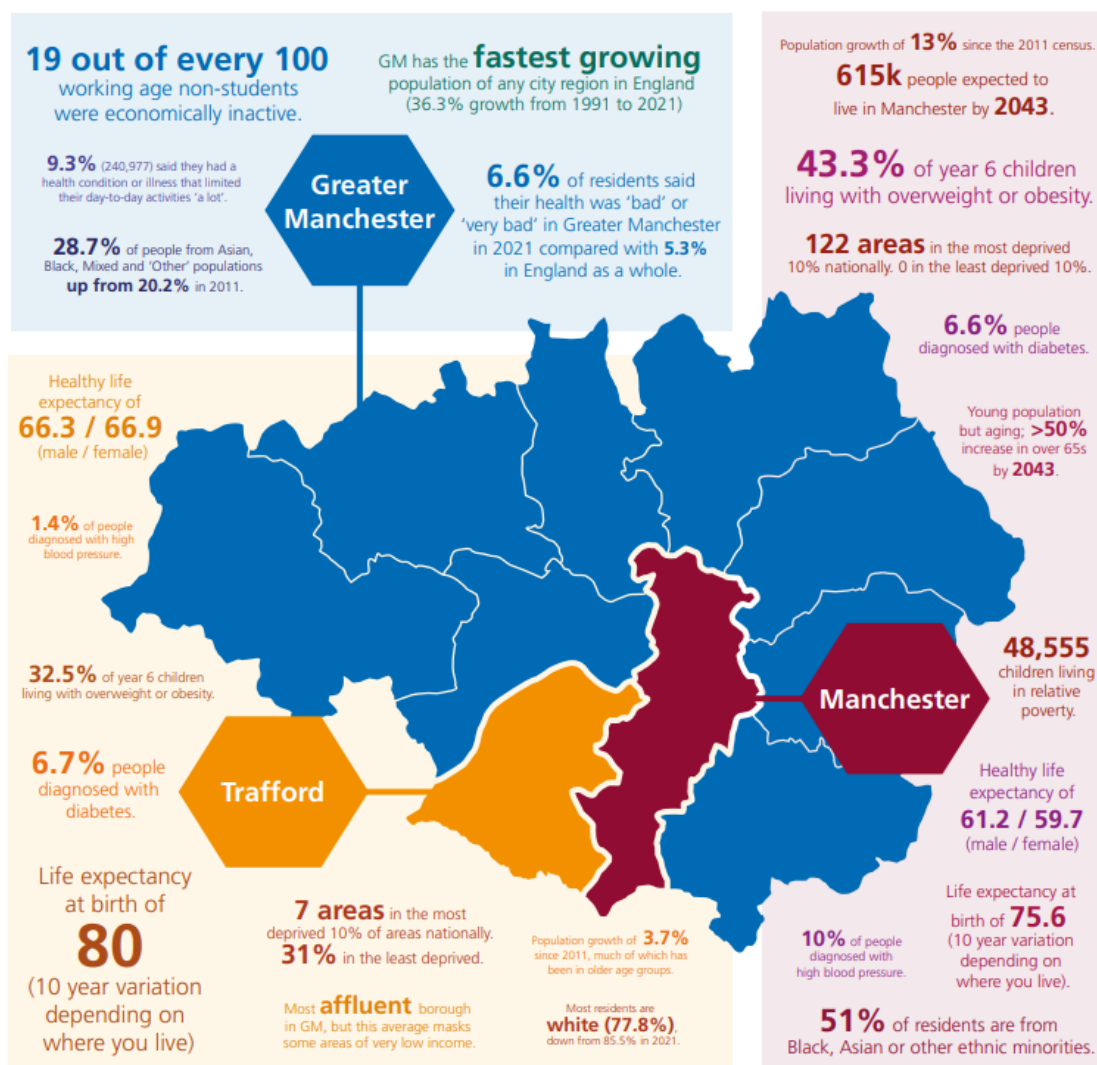 19 out of every 100
working age non-students
were economically inactive.
GM has the fastest growing
population of any city region in England
(36.3% growth from 1991 to 2021)
9.3% (240,977) said they had a
health condition or illness that limited
their day-to-day activities 'a lot'.
28.7% of people from Asian,
Black, Mixed and 'Other' populations
up from 20.2% in 2011.
Greater
Manchester
6.6% of residents said
their health was 'bad' or
'very bad' in Greater Manchester
in 2021 compared with 5.3%
in England as a whole.
Population growth of 13% since the 2011 census.
615k people expected to
live in Manchester by 2043.
43.3% of year 6 children
living with overweight or obesity.
122 areas in the most deprived
10% nationally. 0 in the least deprived 10%.
6.6% people
diagnosed with diabetes.
Young population
but aging; >50%
increase in over 65s
by 2043.
Manchester
48,555
children living
in relative
poverty.
Healthy life
expectancy of
61.2 / 59.7
(male / female)
Life expectancy at
birth of 75.6
(10 year variation
depending on
where you live).
10% of people
diagnosed with
high blood pressure.
51% of residents are from
Black, Asian or other ethnic minorities.
Healthy life
expectancy of
66.3 / 66.9
(male / female)
1.4% of people
diagnosed with high
blood pressure.
32.5% of year 6 children
living with overweight or obesity.
6.7% people
diagnosed with
diabetes.
Trafford
Life expectancy
at birth of
80
(10 year variation
depending on
where you live)
7 areas in the most
deprived 10% of areas nationally.
31% in the least deprived.
Most affluent borough
in GM, but this average masks
some areas of very low income.
Population growth of 3.7%
since 2011, much of which has
been in older age groups.
Most residents are
white (77.8%),
down from 85.5% in 2021.